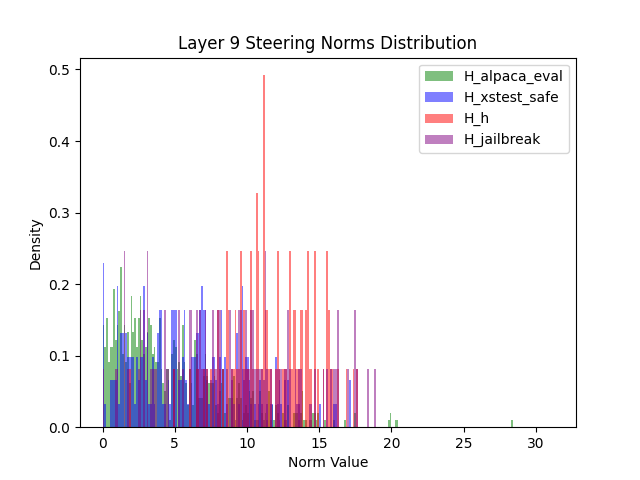 Layer 9 Steering Norms Distribution
H_alpaca_eval
H_xstest_safe
H_h
H_jailbreak
Density
0.5
0.4
0.3
0.2
0.1
0.0
0 5 10 15 20 25 30
Norm Value